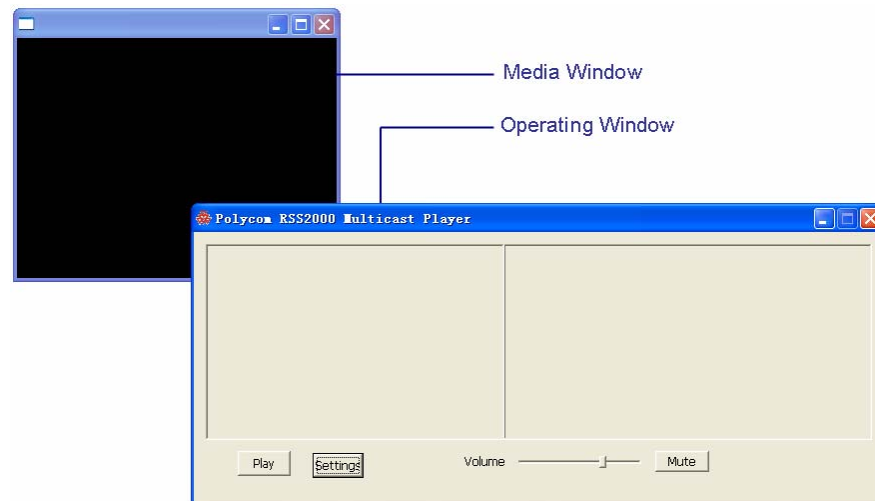 Media Window
Operating Window
Polycom RSS2000 Multicast Player
Play Settings Volume Mute